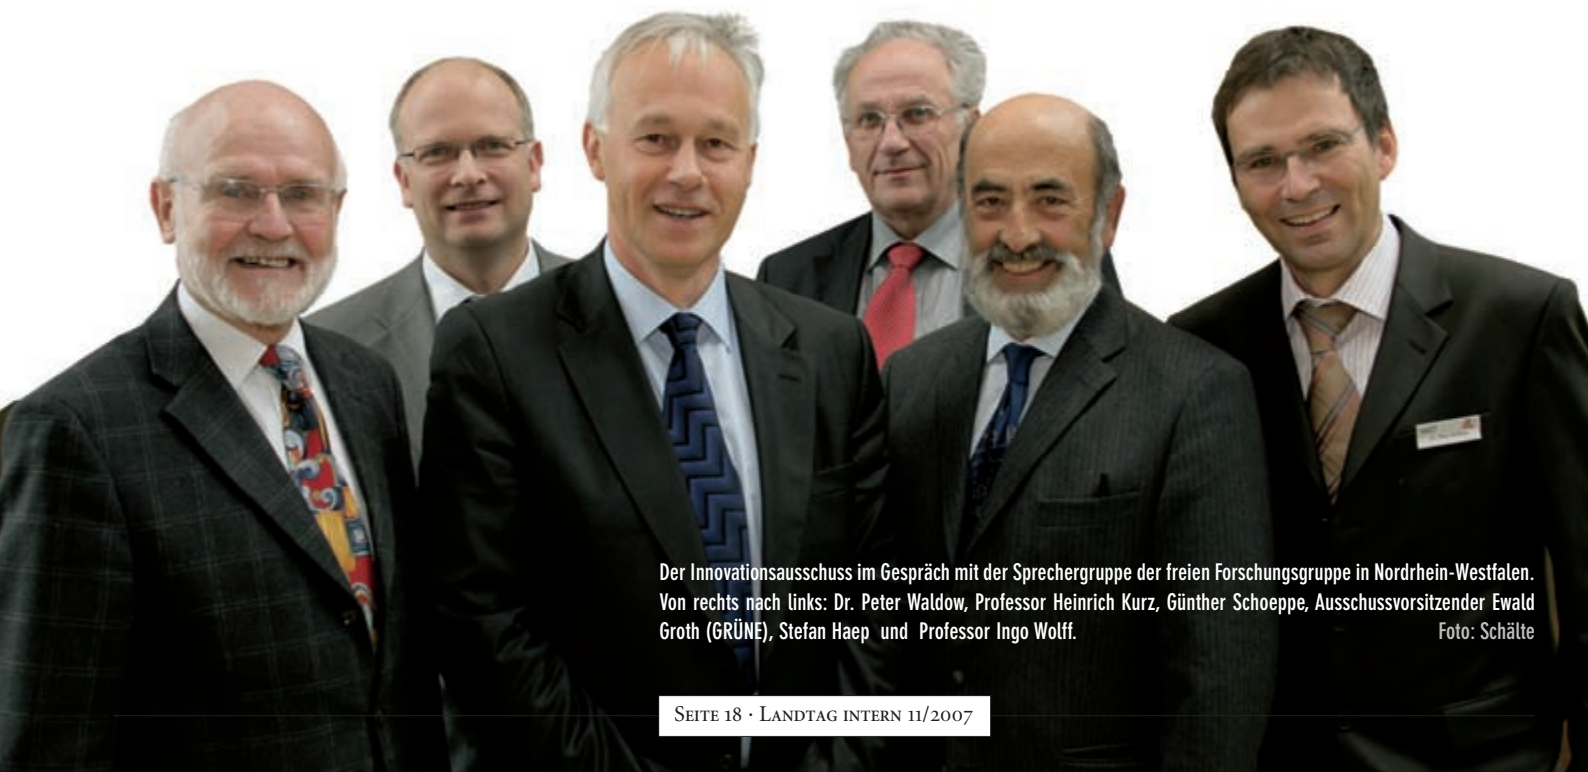 Der Innovationsausschuss im Gespräch mit der Sprechergruppe der freien Forschungsgruppe in Nordrhein-Westfalen.
Von rechts nach links: Dr. Peter Waldow, Professor Heinrich Kurz, Günther Schoeppe, Ausschussvorsitzender Ewald
Groth (GRÜNE), Stefan Haep und Professor Ingo Wolff. Foto: Schälte
Seite 18 · Landtag intern 11/2007